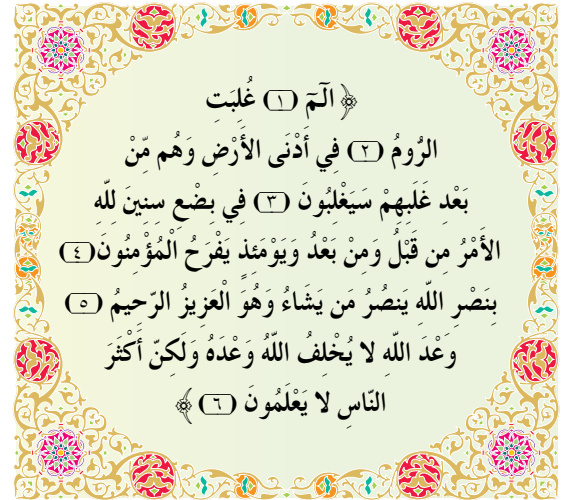 ﴿ الٓمٓ (١) غُلِبَتِ
الرُّومُ (٢) فِي أَدْنَى الأَرْضِ وَهُم مِّنْ
بَعْدِ غَلَبِهِمْ سَيَغْلِبُونَ (٣) فِي بِضْعِ سِنِينَ لِلَّهِ
الأَمْرُ مِن قَبْلُ وَمِنْ بَعْدُ وَيَوْمَئِذٍ يَفْرَحُ الْمُؤْمِنُونَ (٤)
بِنَصْرِ اللَّهِ يَنصُرُ مَن يَشَاءُ وَهُوَ الْعَزِيزُ الرَّحِيمُ (٥)
وَعْدَ اللَّهِ لا يُخْلِفُ اللَّهُ وَعْدَهُ وَلَكِنَّ أَكْثَرَ
النَّاسِ لا يَعْلَمُونَ (٦) ﴾